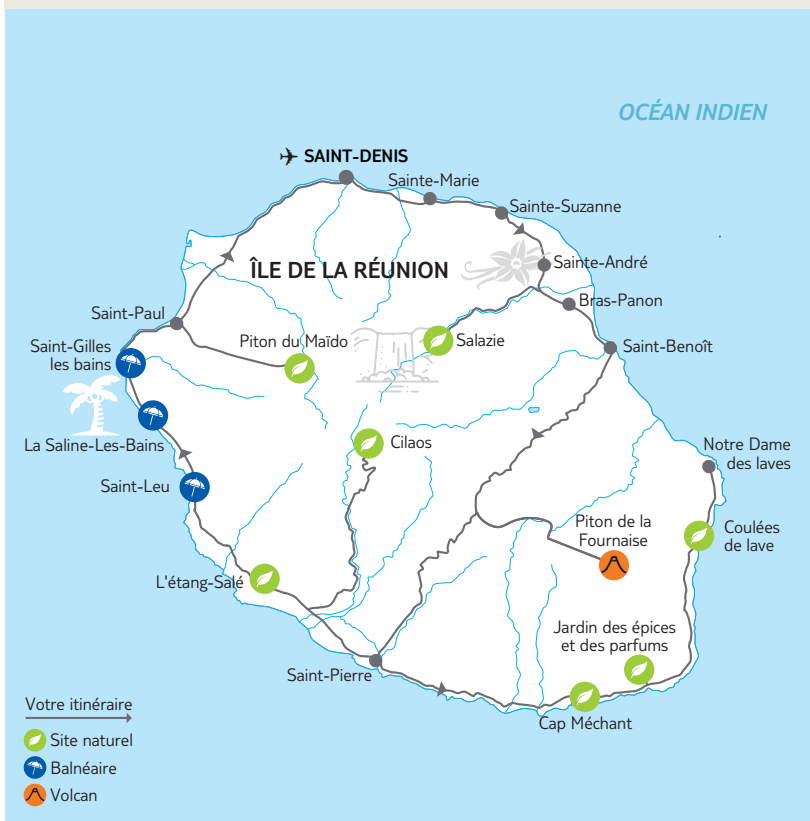 OCÉAN INDIEN
SAINT-DENIS
Sainte-Marie
Sainte-Suzanne
ÎLE DE LA RÉUNION
Sainte-André
Bras-Panon
Saint-Paul
Piton du Maïdo
Salazie
Saint-Benoît
Saint-Gilles
les bains
La Saline-Les-Bains
Cilaos
Notre Dame
des laves
Saint-Leu
Piton de la
Fournaise
Coulées
de lave
L'étang-Salé
Jardin des épices
et des parfums
Saint-Pierre
Cap Méchant
Votre itinéraire
Site naturel
Balnéaire
Volcan